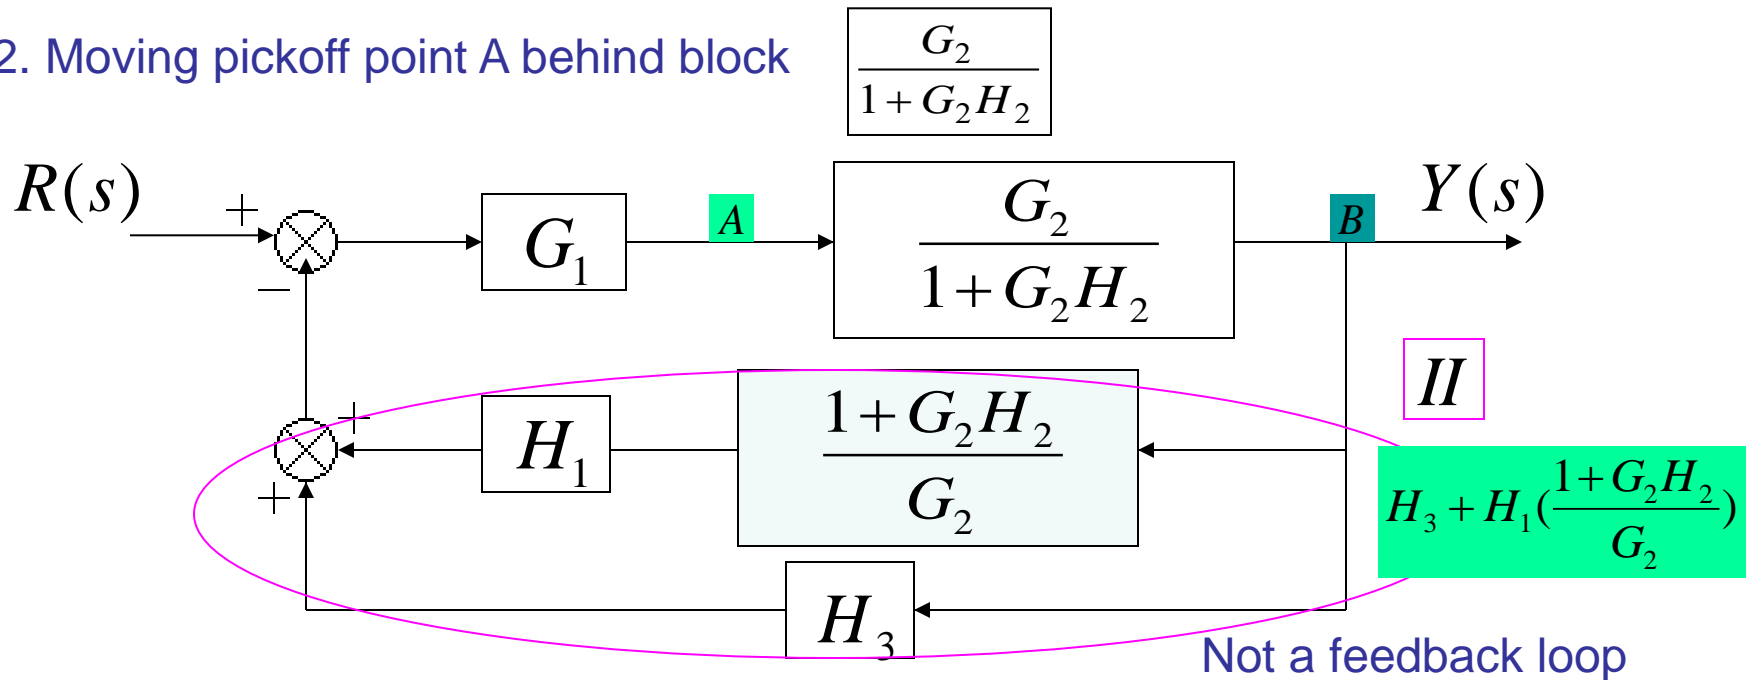 2. Moving pickoff point A behind block
G₂
1 + G₂H₂
R(s)
+
−
G₁
A
G₂
1 + G₂H₂
B
Y(s)
II
+
+
H₁
1 + G₂H₂
G₂
H₃ + H₁(1 + G₂H₂ / G₂)
H₃
Not a feedback loop